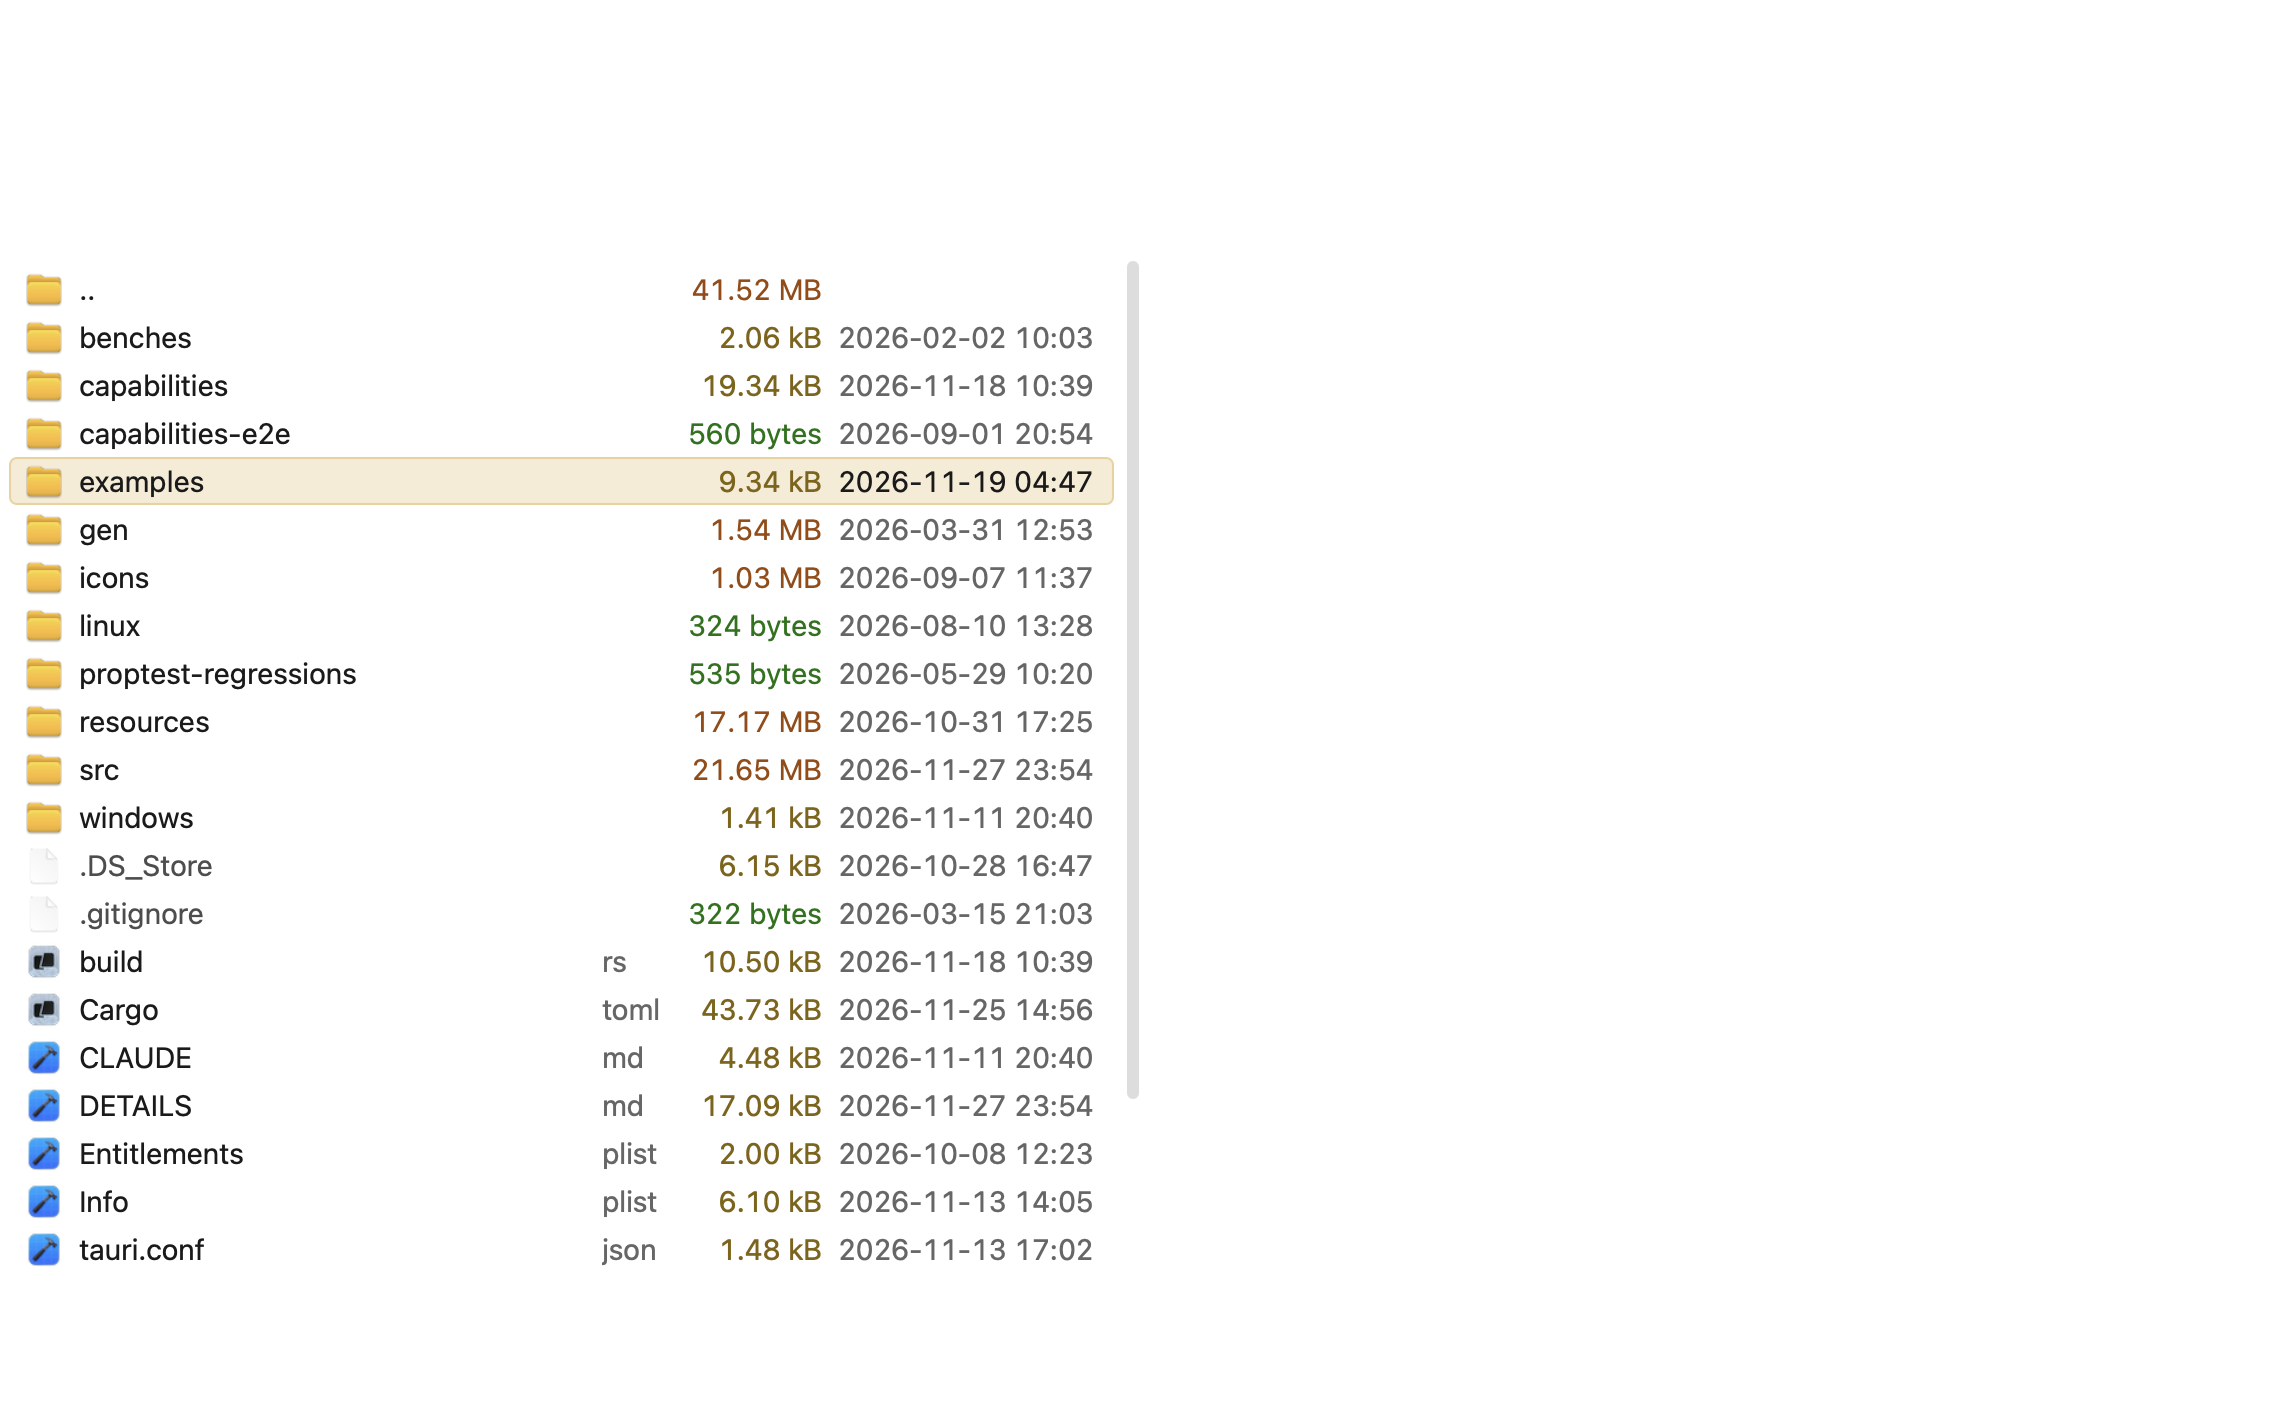 .. 41.52 MB
benches 2.06 kB 2026-02-02 10:03
capabilities 19.34 kB 2026-11-18 10:39
capabilities-e2e 560 bytes 2026-09-01 20:54
examples 9.34 kB 2026-11-19 04:47
gen 1.54 MB 2026-03-31 12:53
icons 1.03 MB 2026-09-07 11:37
linux 324 bytes 2026-08-10 13:28
proptest-regressions 535 bytes 2026-05-29 10:20
resources 17.17 MB 2026-10-31 17:25
src 21.65 MB 2026-11-27 23:54
windows 1.41 kB 2026-11-11 20:40
.DS_Store 6.15 kB 2026-10-28 16:47
.gitignore 322 bytes 2026-03-15 21:03
build rs 10.50 kB 2026-11-18 10:39
Cargo toml 43.73 kB 2026-11-25 14:56
CLAUDE md 4.48 kB 2026-11-11 20:40
DETAILS md 17.09 kB 2026-11-27 23:54
Entitlements plist 2.00 kB 2026-10-08 12:23
Info plist 6.10 kB 2026-11-13 14:05
tauri.conf json 1.48 kB 2026-11-13 17:02